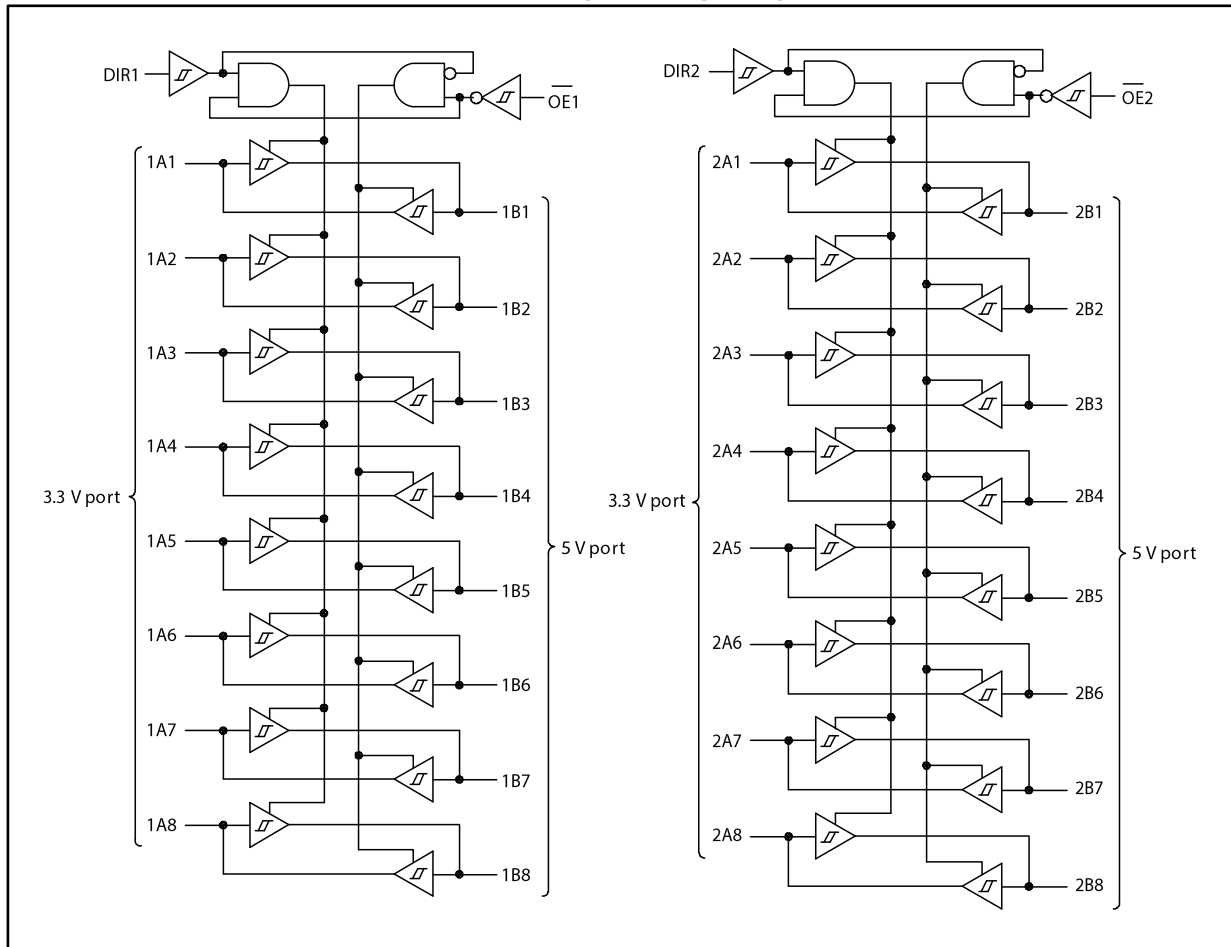 DIR1
OE1
1A1
1B1
1A2
1B2
1A3
1B3
1A4
1B4
1A5
1B5
1A6
1B6
1A7
1B7
1A8
1B8
3.3 V port
5 V port
DIR2
OE2
2A1
2B1
2A2
2B2
2A3
2B3
2A4
2B4
2A5
2B5
2A6
2B6
2A7
2B7
2A8
2B8
3.3 V port
5 V port